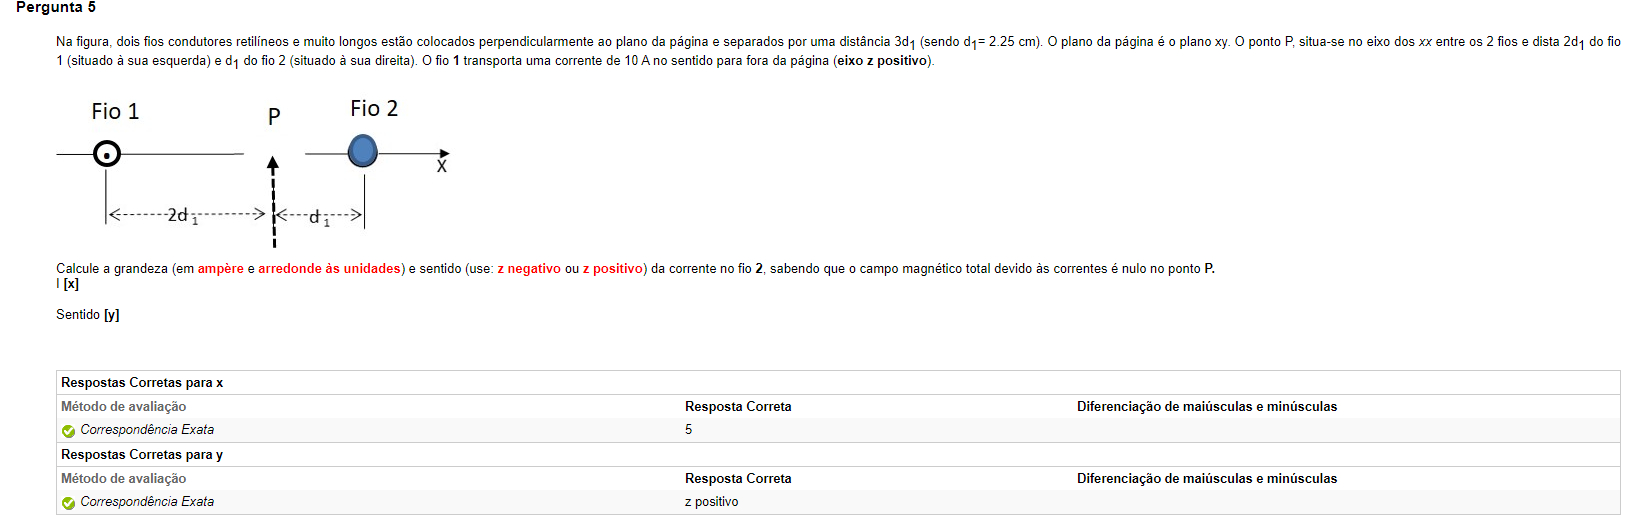 Pergunta 5
Na figura, dois fios condutores retilíneos e muito longos estão colocados perpendicularmente ao plano da página e separados por uma distância 3d1 (sendo d1= 2.25 cm). O plano da página é o plano xy. O ponto P, situa-se no eixo dos xx entre os 2 fios e dista 2d1 do fio
1 (situado à sua esquerda) e d1 do fio 2 (situado à sua direita). O fio 1 transporta uma corrente de 10 A no sentido para fora da página (eixo z positivo).
Fio 1
P
Fio 2
X
2d1
d1
Calcule a grandeza (em ampère e arredonde às unidades) e sentido (use: z negativo ou z positivo) da corrente no fio 2, sabendo que o campo magnético total devido às correntes é nulo no ponto P.
I [x]
Sentido [y]
Respostas Corretas para x
Método de avaliação Resposta Correta Diferenciação de maiúsculas e minúsculas
Correspondência Exata 5
Respostas Corretas para y
Método de avaliação Resposta Correta Diferenciação de maiúsculas e minúsculas
Correspondência Exata z positivo